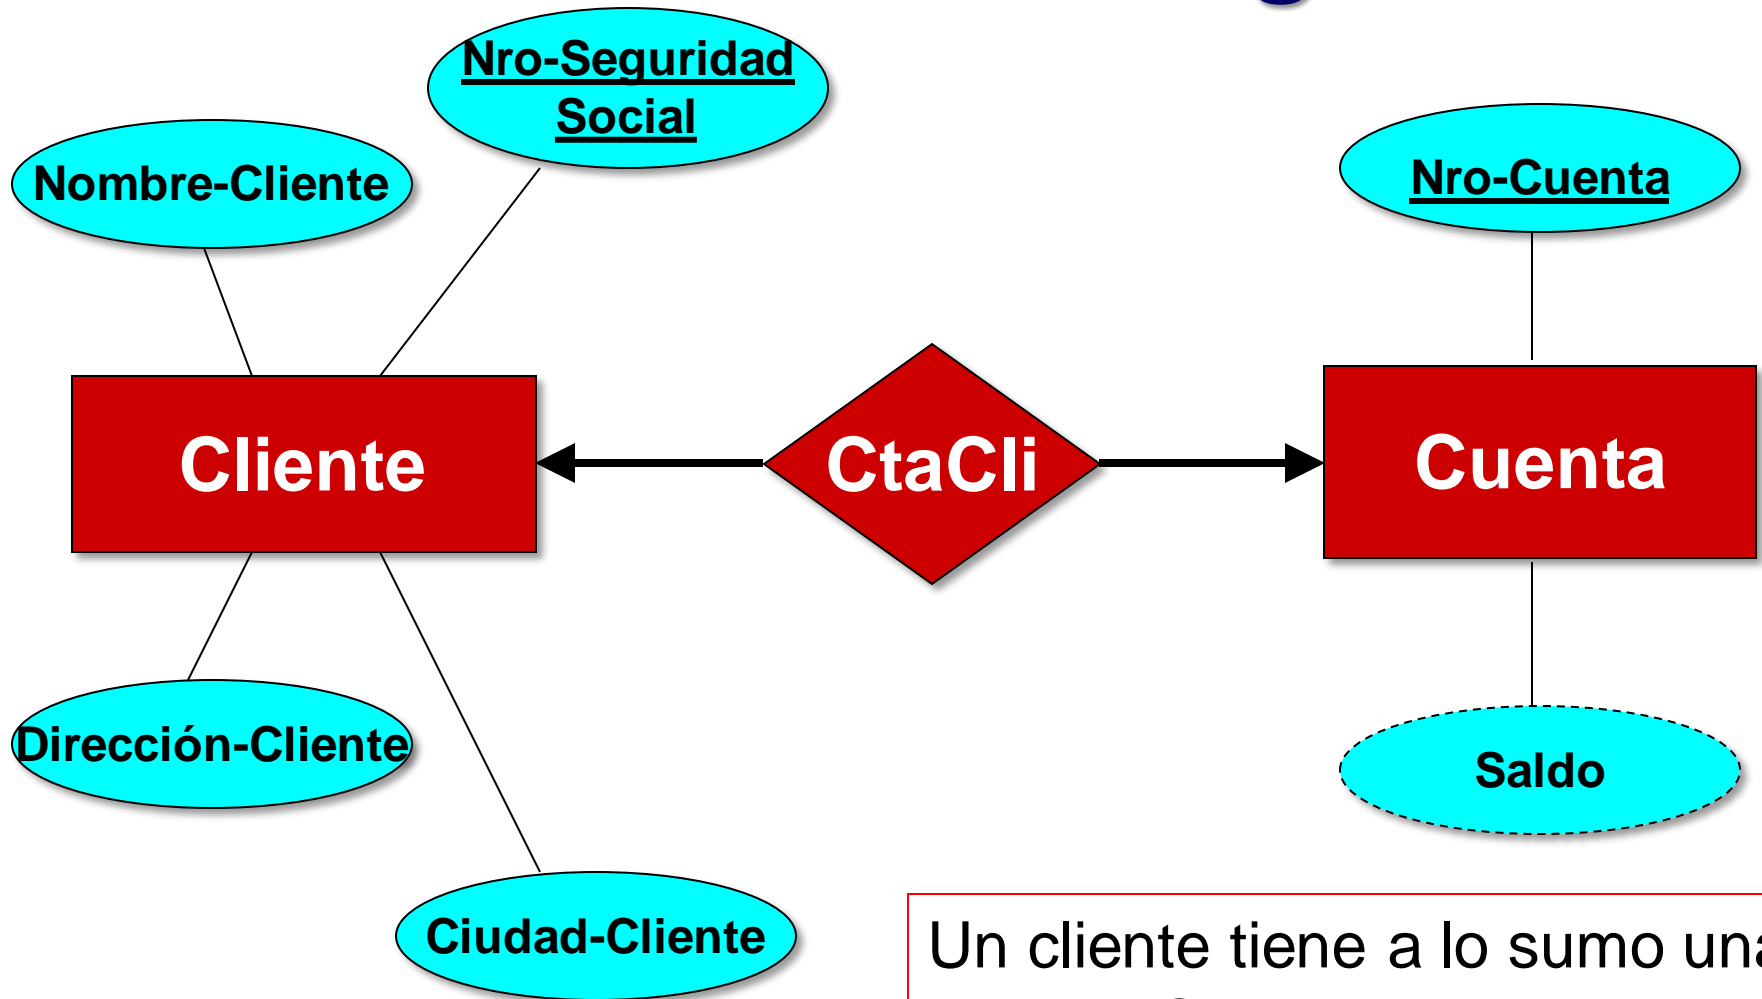 Nro-Seguridad
Social
Nombre-Cliente
Nro-Cuenta
Cliente
CtaCli
Cuenta
Dirección-Cliente
Saldo
Ciudad-Cliente
Un cliente tiene a lo sumo una